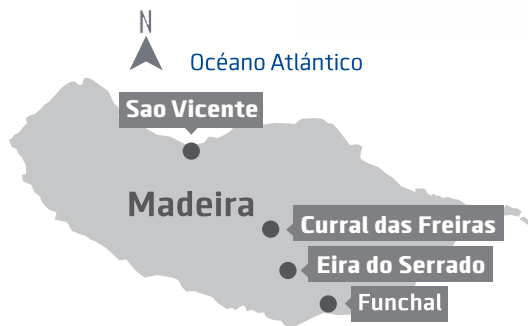 N
Océano Atlántico
Sao Vicente
Madeira
Curral das Freiras
Eira do Serrado
Funchal